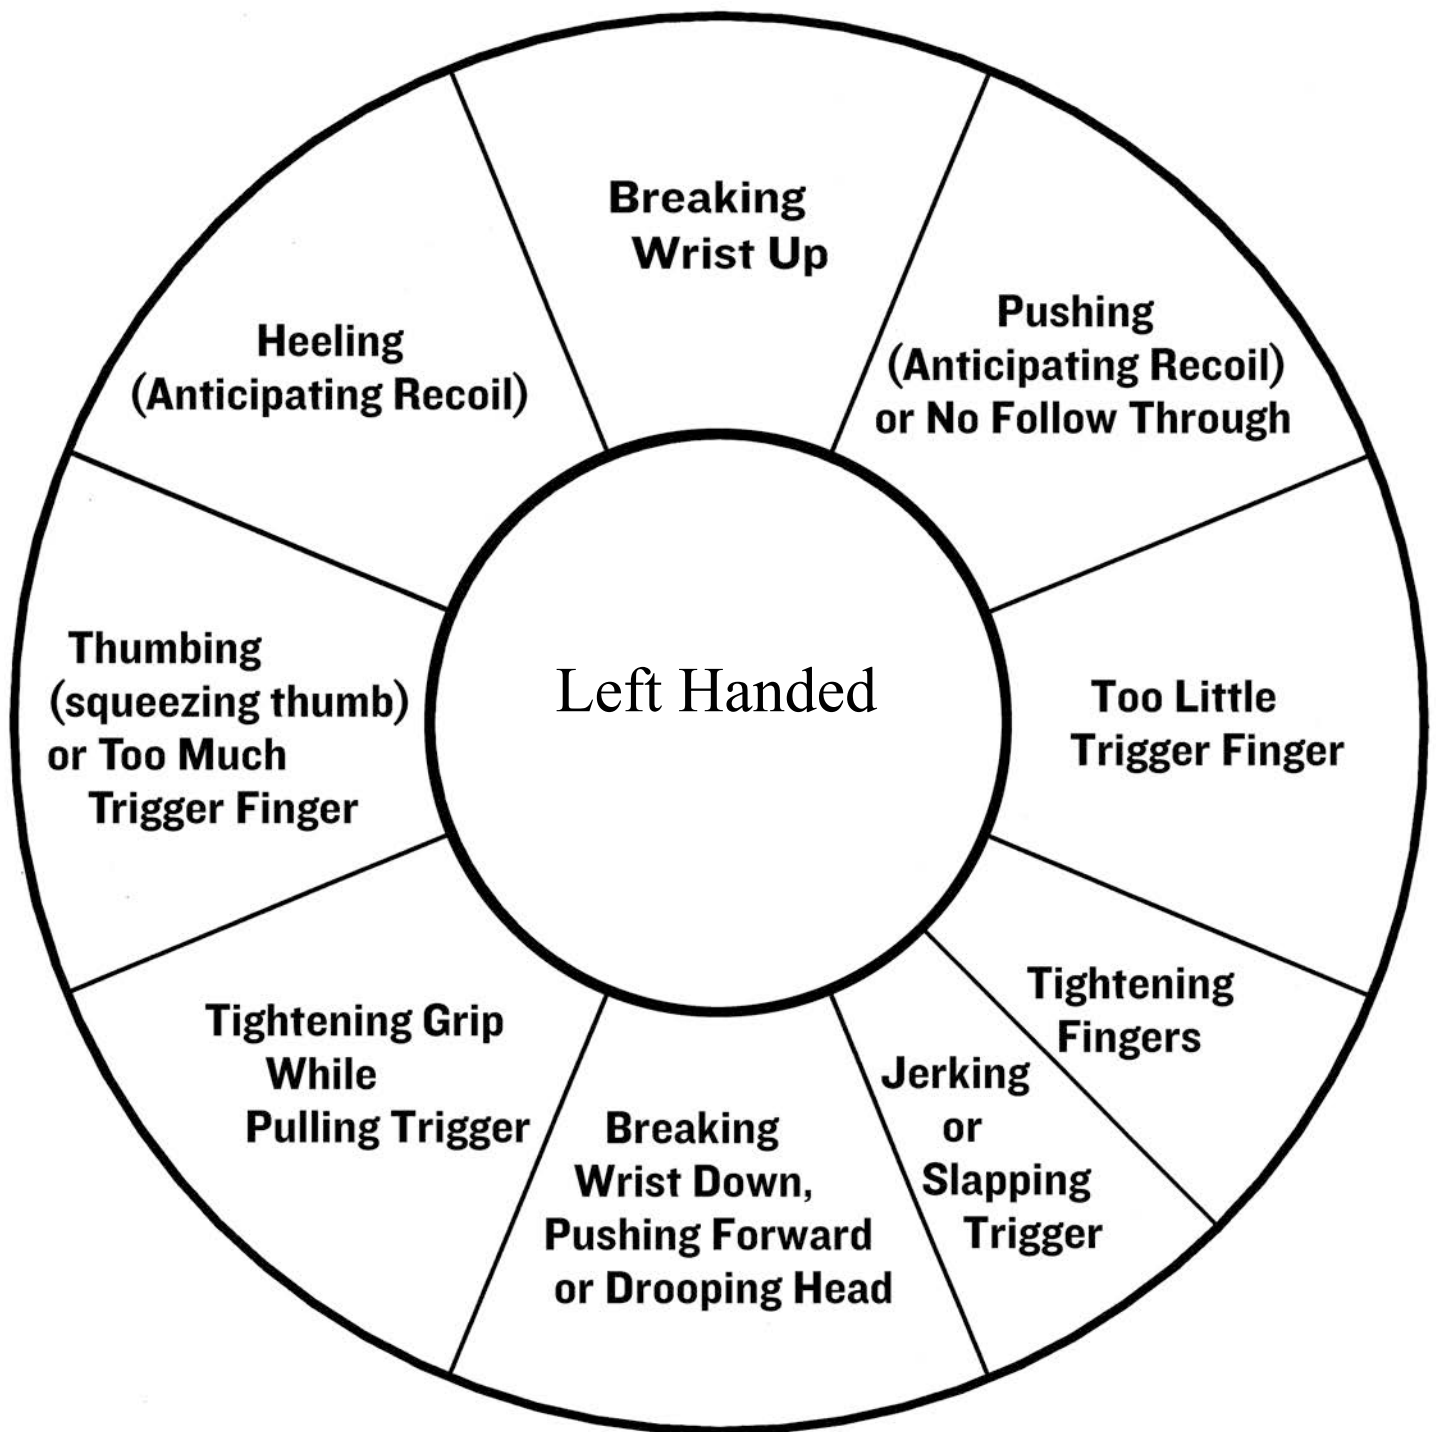 Breaking
Wrist Up
Pushing
(Anticipating Recoil)
or No Follow Through
Heeling
(Anticipating Recoil)
Thumbing
(squeezing thumb)
or Too Much
Trigger Finger
Left Handed
Too Little
Trigger Finger
Tightening
Fingers
Jerking
or
Slapping
Trigger
Tightening Grip
While
Pulling Trigger
Breaking
Wrist Down,
Pushing Forward
or Drooping Head